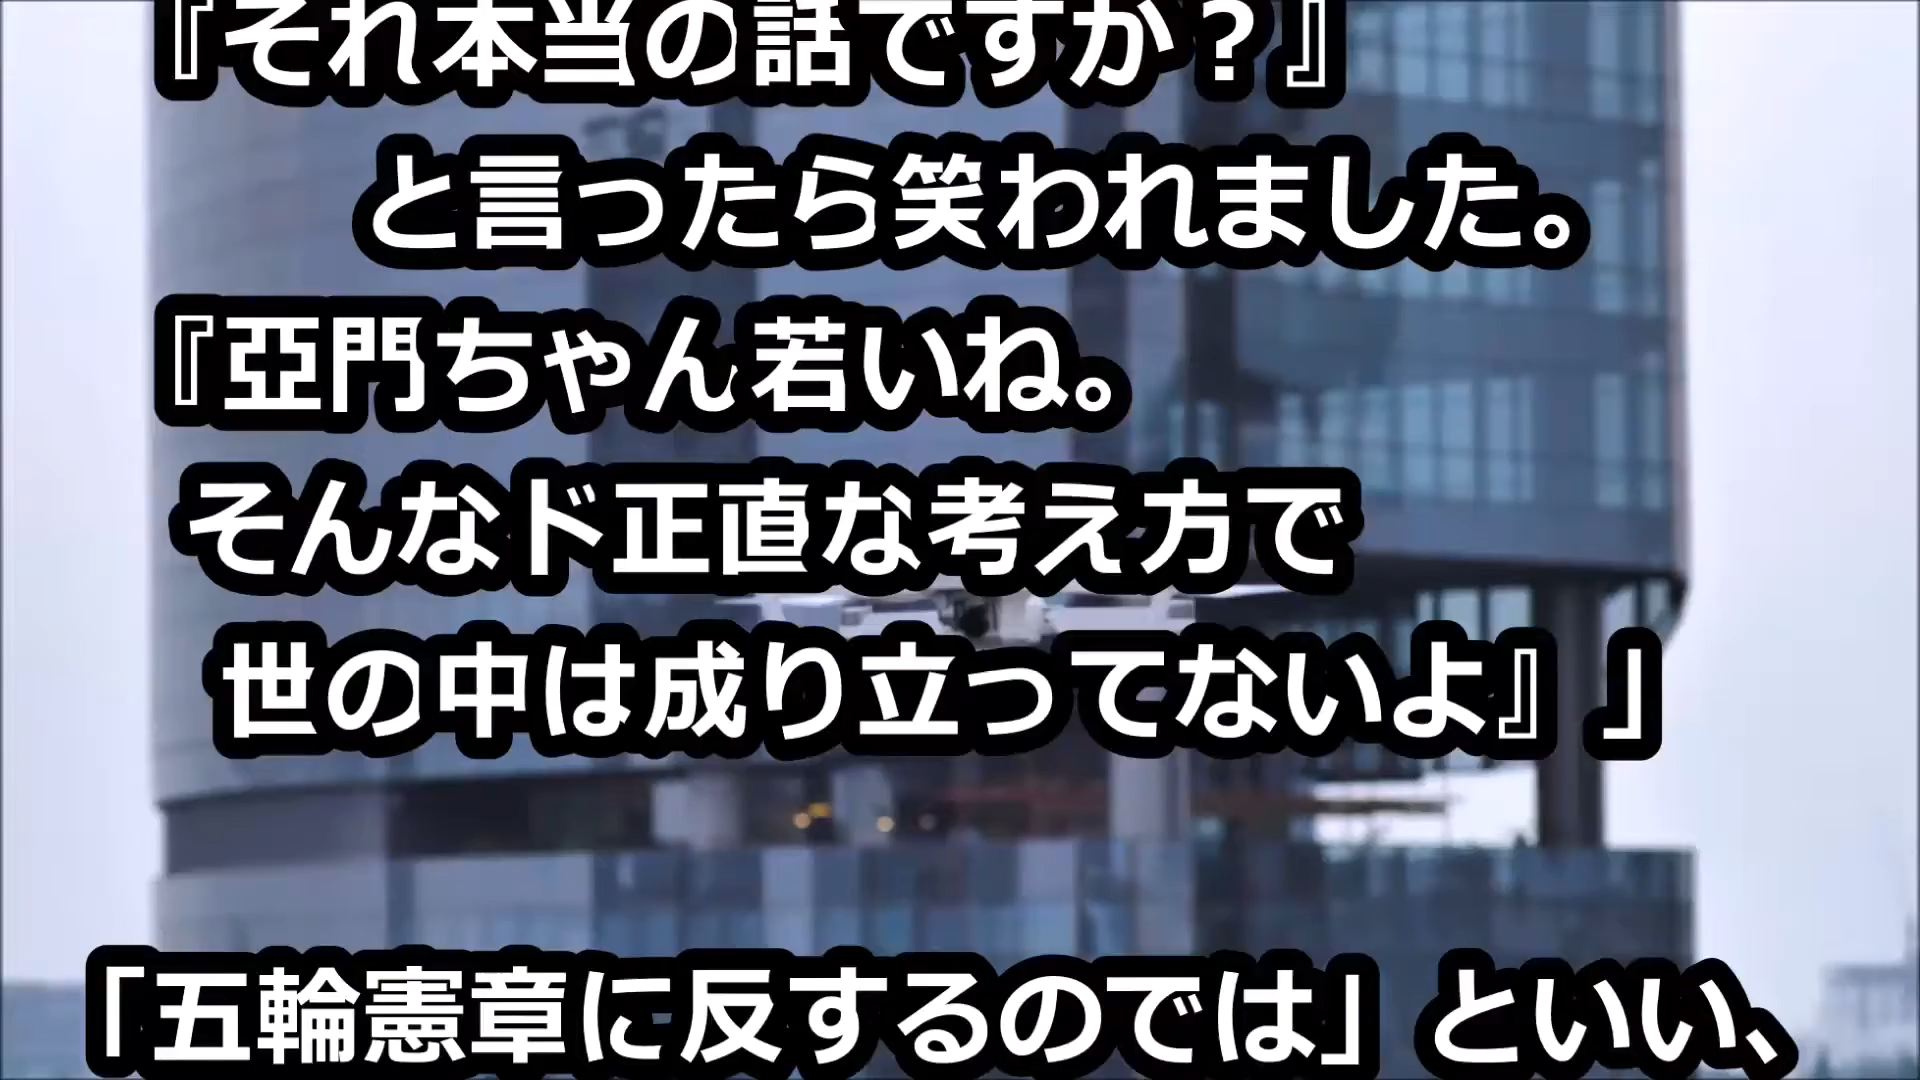 『それ本当の話ですか？』
と言ったら笑われました。
『亞門ちゃん若いね。
そんなド正直な考え方で
世の中は成り立ってないよ』」
「五輪憲章に反するのでは」といい、